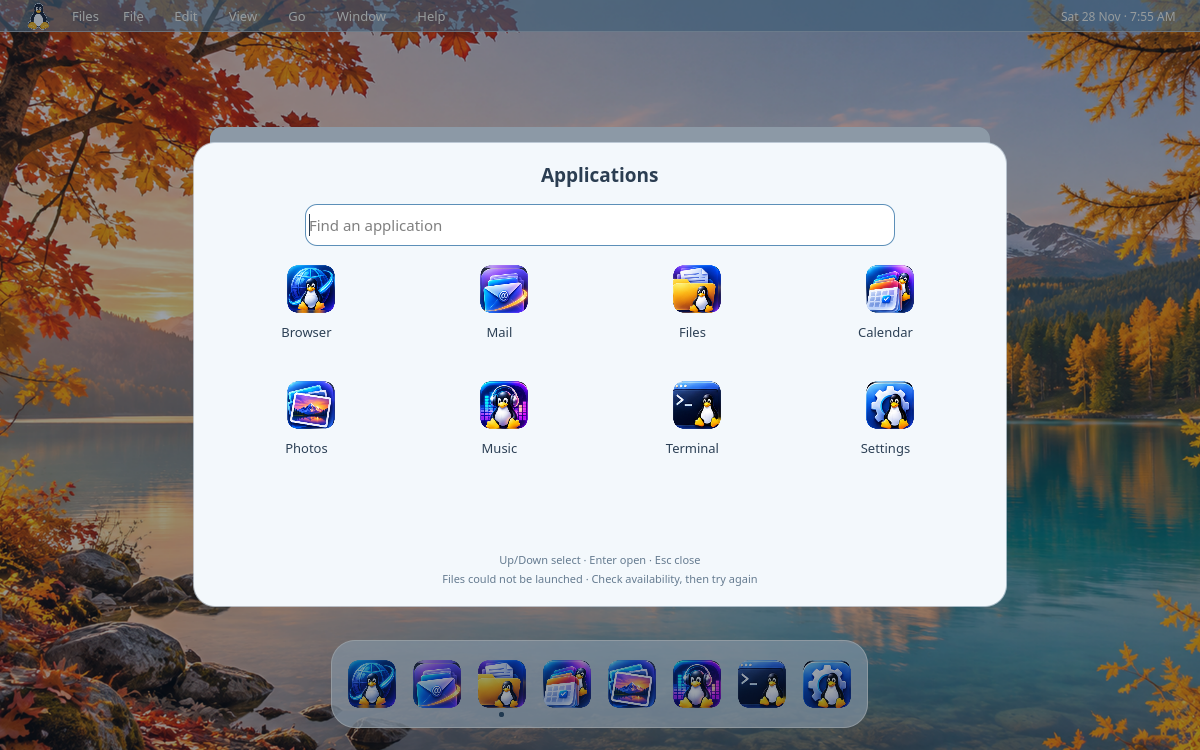 Files File Edit View Go Window Help Sat 28 Nov · 7:55 AM
Applications
Find an application
Browser Mail Files Calendar
Photos Music Terminal Settings
Up/Down select · Enter open · Esc close
Files could not be launched · Check availability, then try again